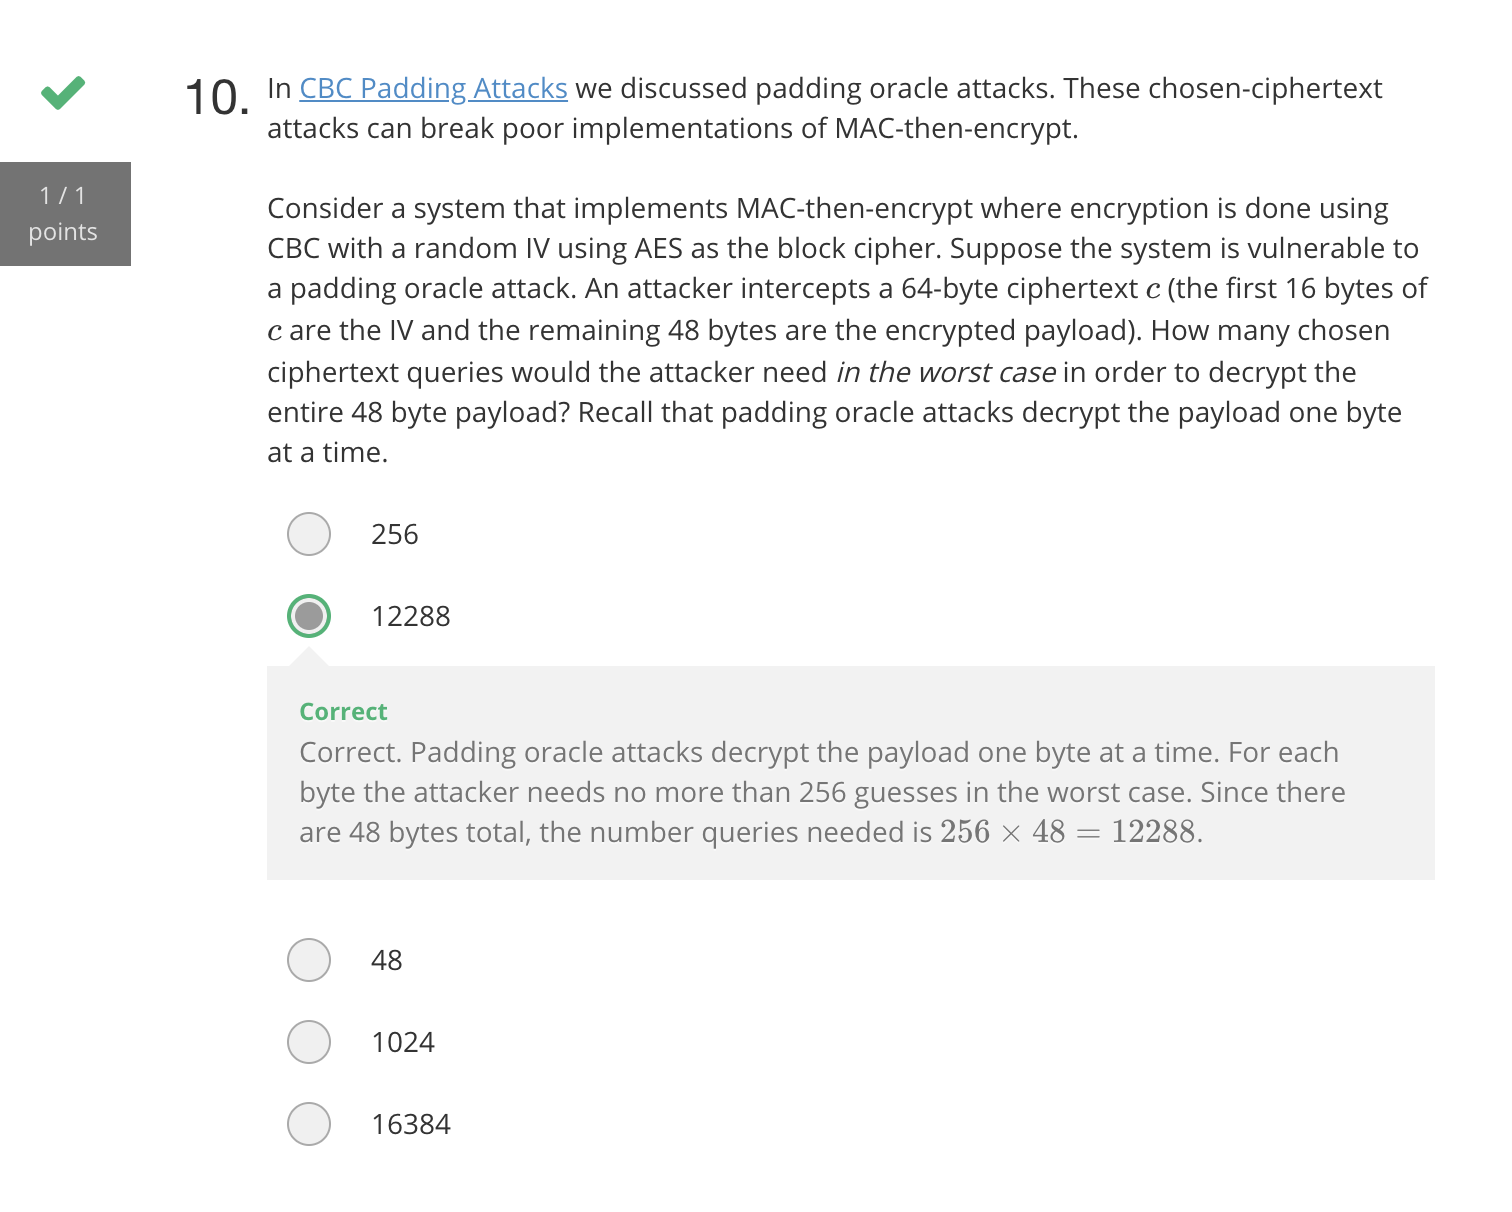 1 / 1
points
10.
In CBC Padding Attacks we discussed padding oracle attacks. These chosen-ciphertext
attacks can break poor implementations of MAC-then-encrypt.
Consider a system that implements MAC-then-encrypt where encryption is done using
CBC with a random IV using AES as the block cipher. Suppose the system is vulnerable to
a padding oracle attack. An attacker intercepts a 64-byte ciphertext c (the first 16 bytes of
c are the IV and the remaining 48 bytes are the encrypted payload). How many chosen
ciphertext queries would the attacker need in the worst case in order to decrypt the
entire 48 byte payload? Recall that padding oracle attacks decrypt the payload one byte
at a time.
256
12288
Correct
Correct. Padding oracle attacks decrypt the payload one byte at a time. For each
byte the attacker needs no more than 256 guesses in the worst case. Since there
are 48 bytes total, the number queries needed is 256 × 48 = 12288.
48
1024
16384